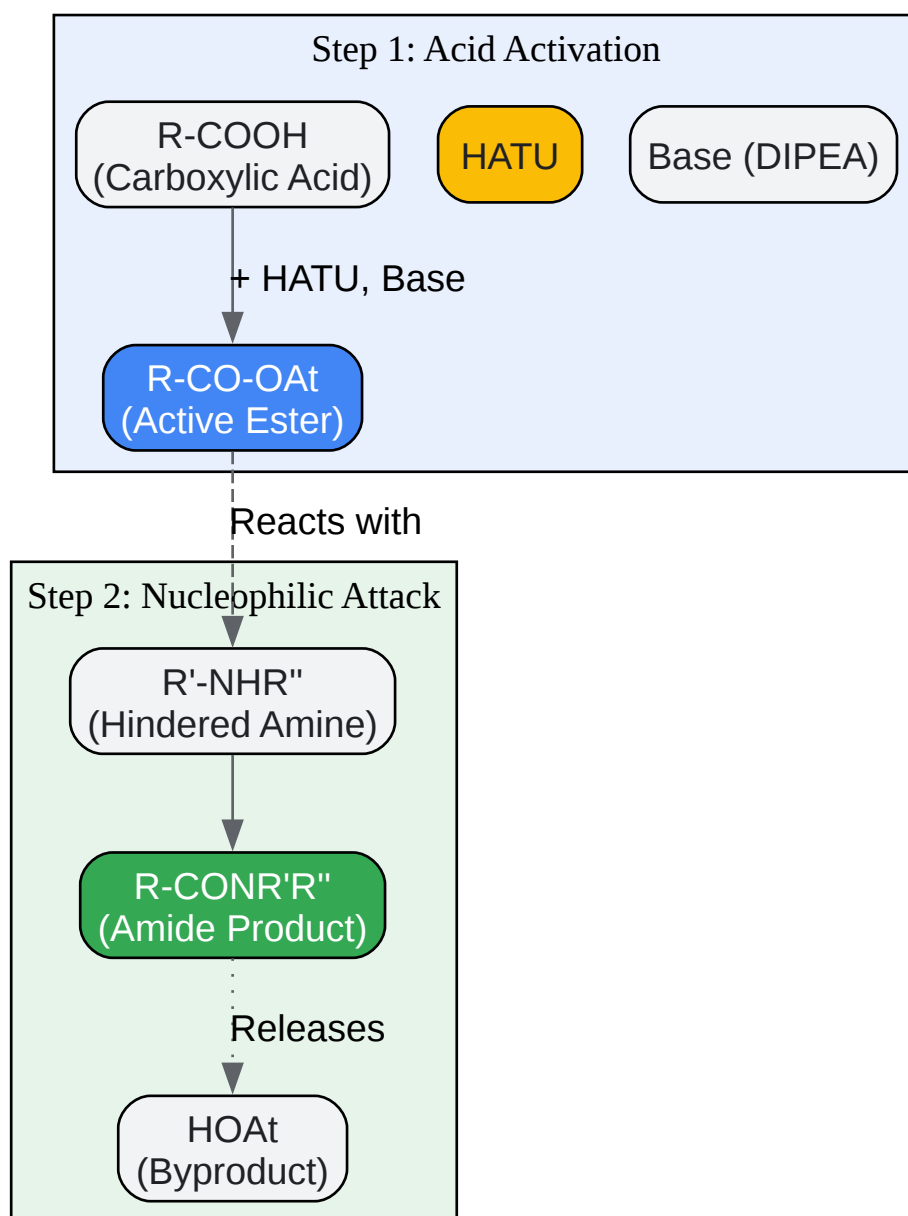 Step 1: Acid Activation
R-COOH
(Carboxylic Acid)
HATU
Base (DIPEA)
+ HATU, Base
R-CO-OAt
(Active Ester)
Reacts with
Step 2: Nucleophilic Attack
R'-NHR"
(Hindered Amine)
R-CONR'R"
(Amide Product)
Releases
HOAt
(Byproduct)